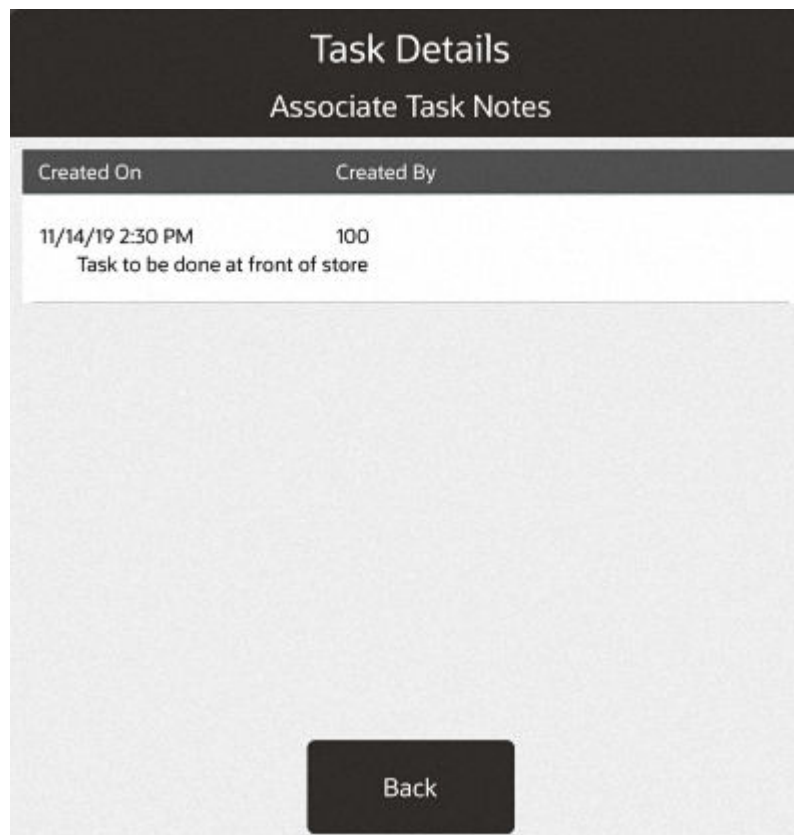 Task Details
Associate Task Notes
Created On Created By
11/14/19 2:30 PM 100
Task to be done at front of store
Back